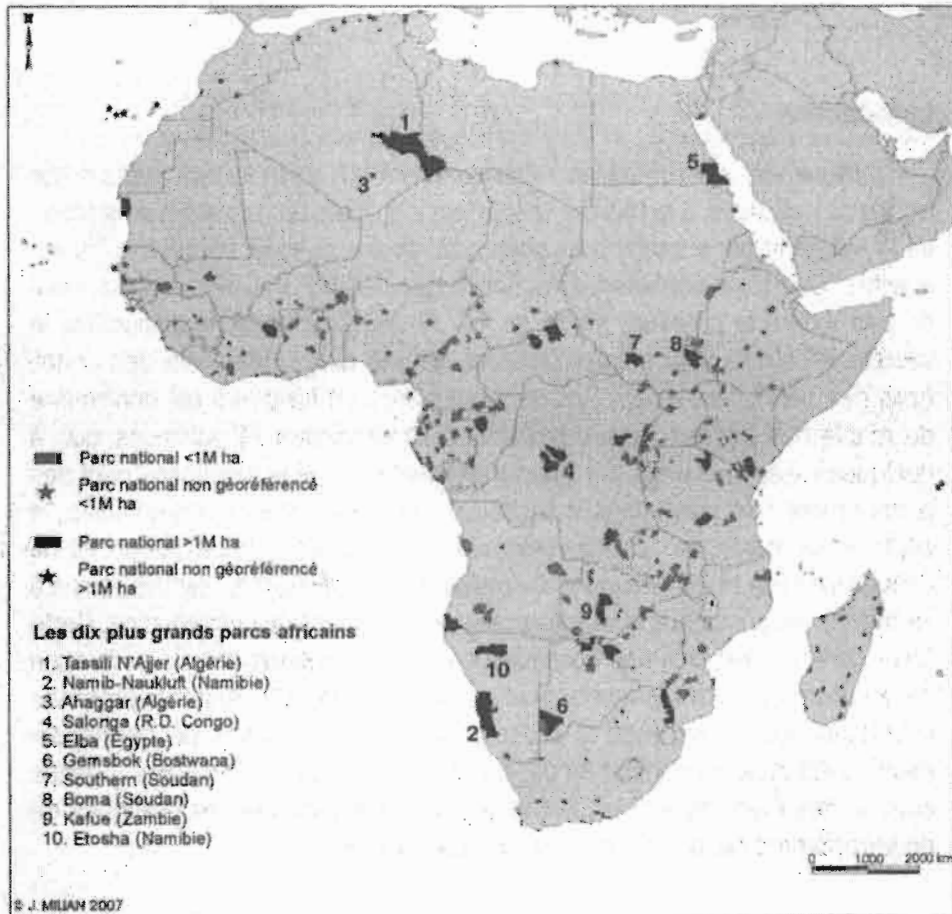 N
1
3
5
7
8
4
9
10
6
2
Parc national <1M ha
Parc national non géoréférencé
<1M ha
Parc national >1M ha
Parc national non géoréférencé
>1M ha
Les dix plus grands parcs africains
1. Tassili N'Ajjer (Algérie)
2. Namib-Naukluft (Namibie)
3. Ahaggar (Algérie)
4. Salonga (R.D. Congo)
5. Elba (Égypte)
6. Gemsbok (Bostwana)
7. Southern (Soudan)
8. Boma (Soudan)
9. Kafue (Zambie)
10. Etosha (Namibie)
0 1000 2000 km
© J. MILIAN 2007